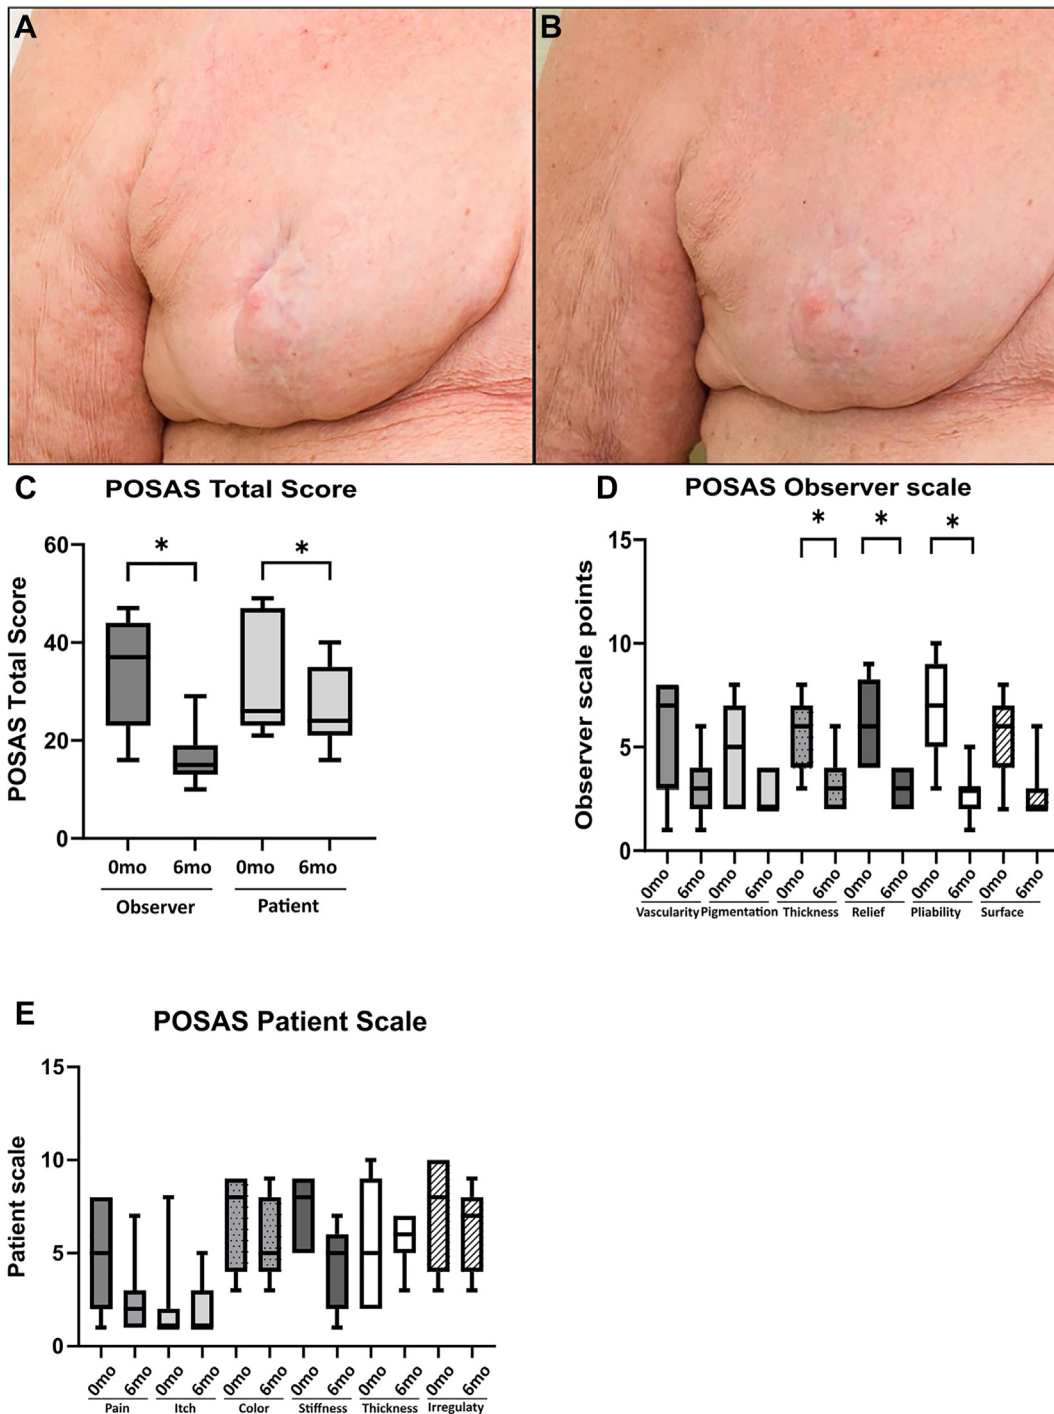 A
B
C
POSAS Total Score
POSAS Total Score
60
40
20
0
*
*
0mo 6mo 0mo 6mo
Observer Patient
D
POSAS Observer scale
Observer scale points
15
10
5
0
* * *
0mo 6mo 0mo 6mo 0mo 6mo 0mo 6mo 0mo 6mo 0mo 6mo
Vascularity Pigmentation Thickness Relief Pliability Surface
E
POSAS Patient Scale
Patient scale
15
10
5
0
0mo 6mo 0mo 6mo 0mo 6mo 0mo 6mo 0mo 6mo 0mo 6mo
Pain Itch Color Stiffness Thickness Irregulaty